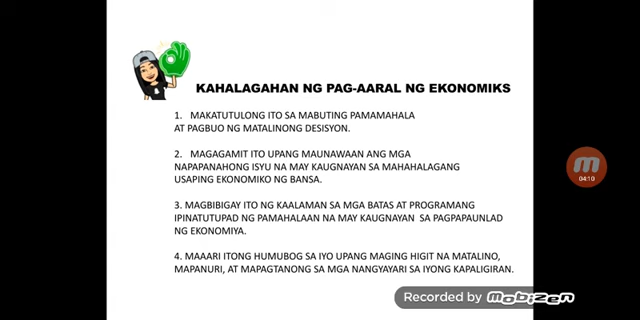 KAHALAGAHAN NG PAG-AARAL NG EKONOMIKS
1. MAKATUTULONG ITO SA MABUTING PAMAMAHALA
AT PAGBUO NG MATALINONG DESISYON.
2. MAGAGAMIT ITO UPANG MAUNAWAAN ANG MGA
NAPAPANAHONG ISYU NA MAY KAUGNAYAN SA MAHAHALAGANG
USAPING EKONOMIKO NG BANSA.
3. MAGBIBIGAY ITO NG KAALAMAN SA MGA BATAS AT PROGRAMANG
IPINATUTUPAD NG PAMAHALAAN NA MAY KAUGNAYAN SA PAGPAPAUNLAD
NG EKONOMIYA.
4. MAAARI ITONG HUMUBOG SA IYO UPANG MAGING HIGIT NA MATALINO,
MAPANURI, AT MAPAGTANONG SA MGA NANGYAYARI SA IYONG KAPALIGIRAN.
m
04:10
Recorded by mobizen